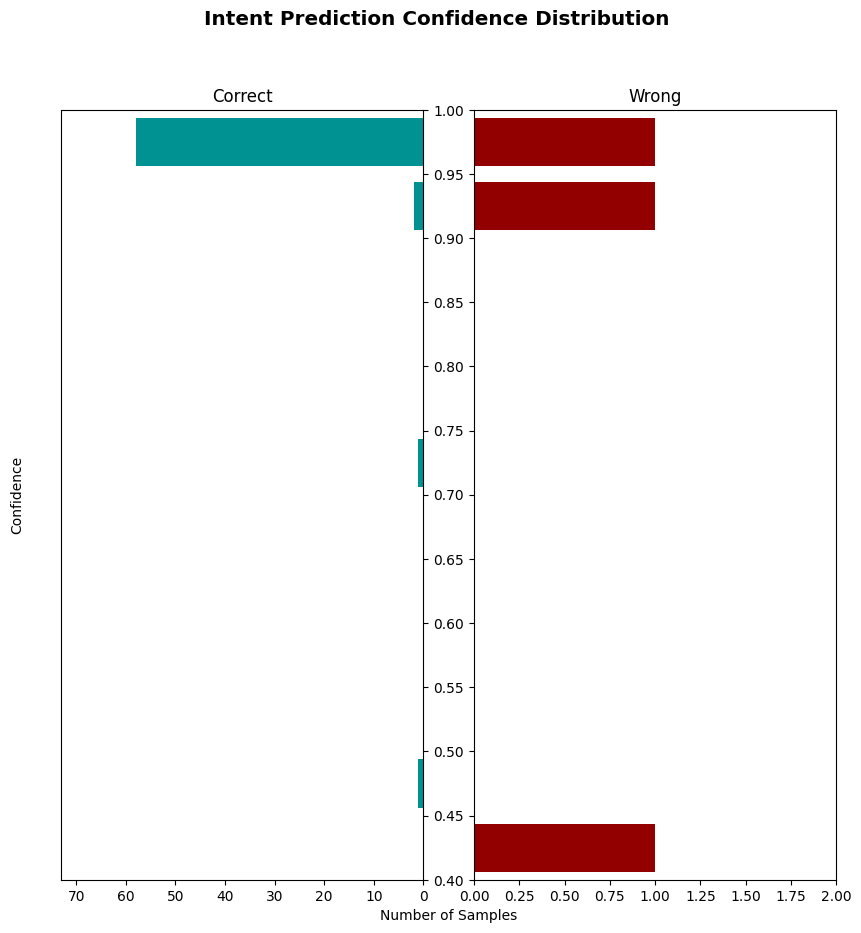 Intent Prediction Confidence Distribution
Correct
Wrong
1.00
0.95
0.90
0.85
0.80
0.75
0.70
0.65
0.60
0.55
0.50
0.45
0.40
Confidence
70 60 50 40 30 20 10 0
0.00 0.25 0.50 0.75 1.00 1.25 1.50 1.75 2.00
Number of Samples